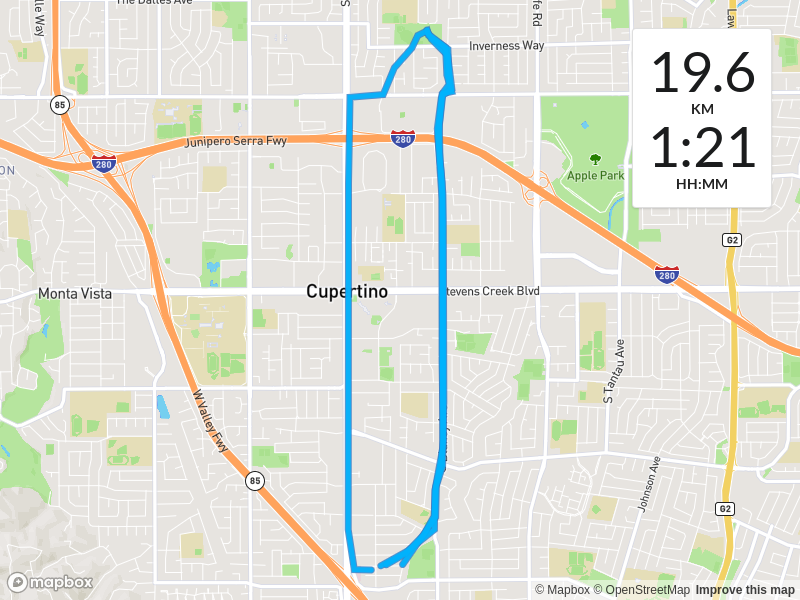 The Dalles Ave
Inverness Way
19.6
KM
1:21
HH:MM
85
Junipero Serra Fwy
280
280
Apple Park
G2
280
Monta Vista
Cupertino
Stevens Creek Blvd
S Tantau Ave
W Valley Fwy
85
Johnson Ave
G2
mapbox
© Mapbox © OpenStreetMap Improve this map